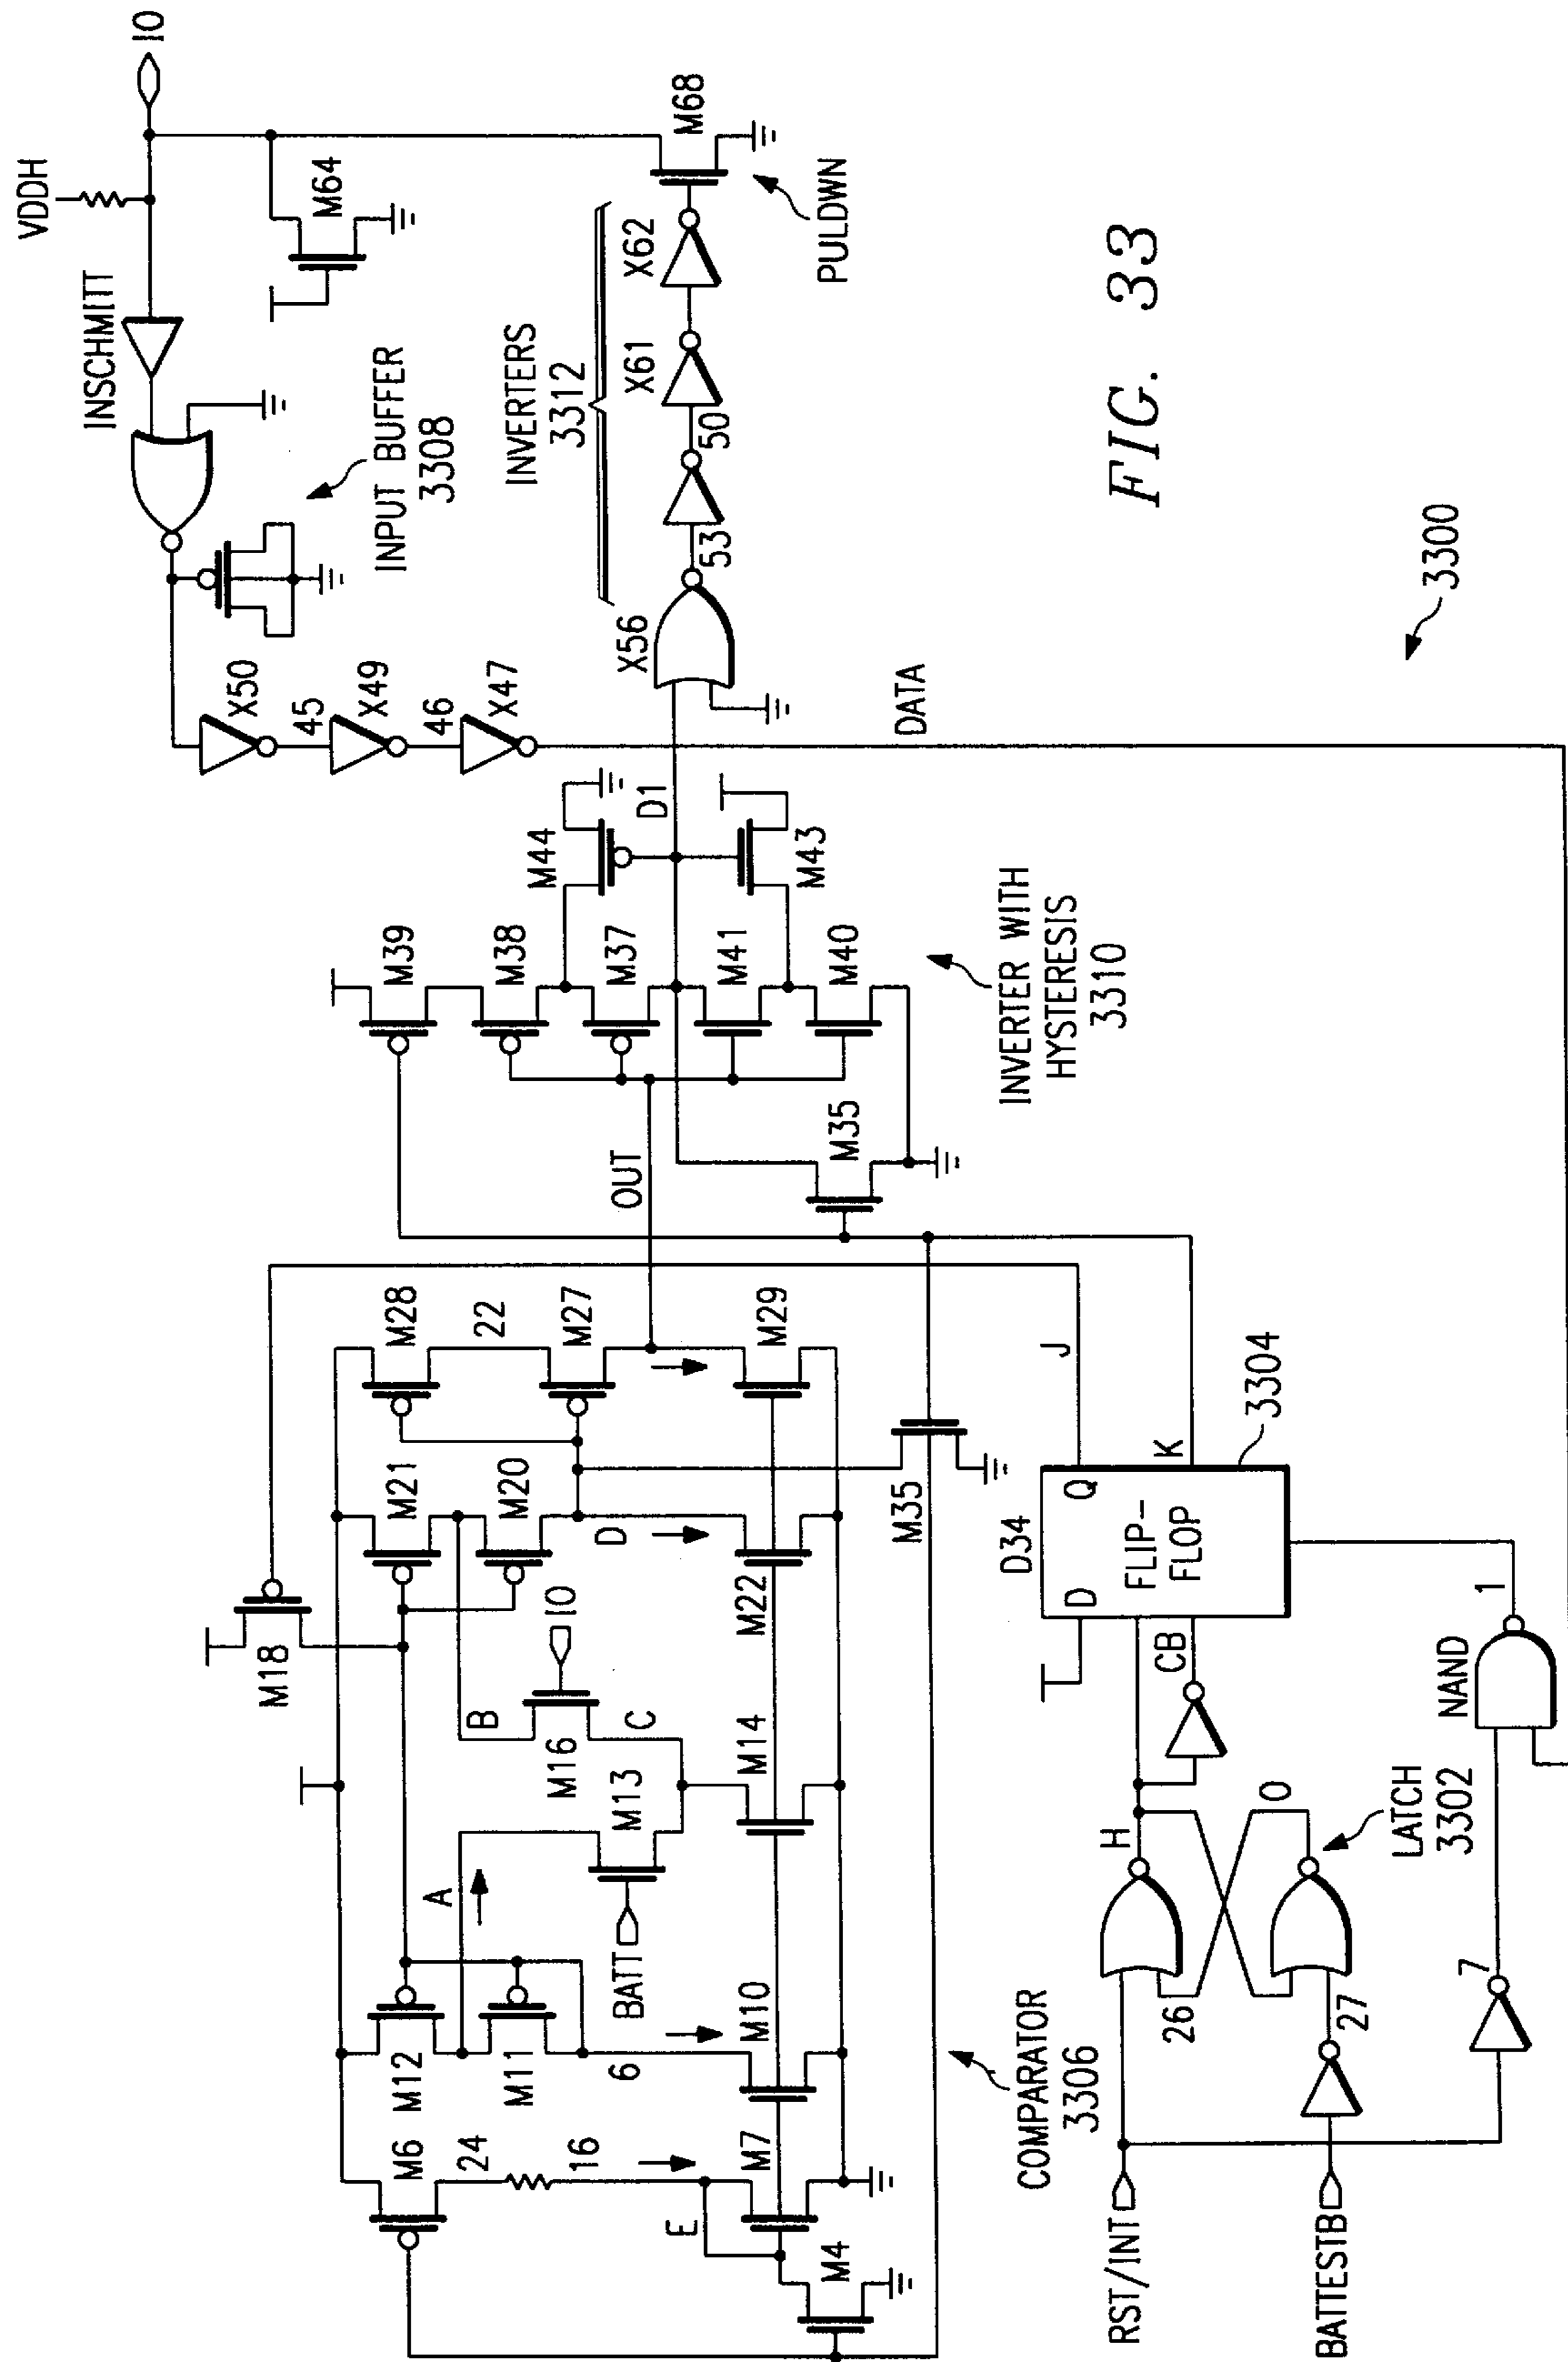 VDDH
IO
INSCHMITT
M64
INPUT BUFFER
3308
X50
45
X49
46
X47
INVERTERS
3312
X56
53
50
X61
X62
M68
PULDWN
DATA
M39
M38
M37
M41
M40
M44
M43
D1
M35
OUT
INVERTER WITH
HYSTERESIS
3310
M28
22
M27
M29
M21
M20
D
M22
M18
IO
B
M16
C
M14
M13
A
BATT
M12
M11
6
M10
M6
24
16
E
M7
M4
M35
COMPARATOR
3306
J
K
D34
D
Q
FLIP-
FLOP
3304
CB
H
O
26
27
LATCH
3302
NAND
1
7
RST/INT
BATTESTB
3300
FIG. 33